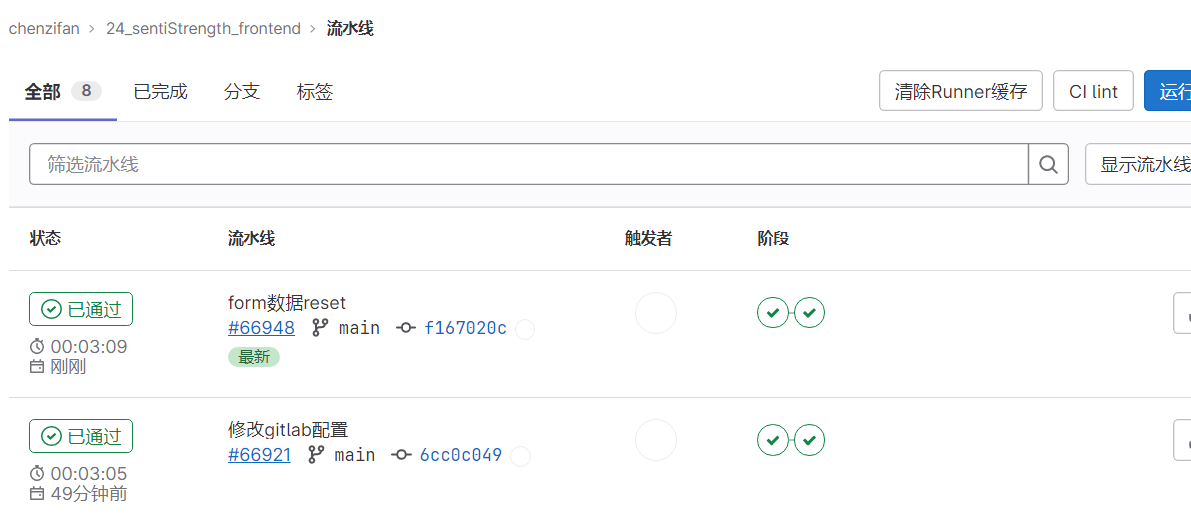 chenzifan > 24_sentiStrength_frontend > 流水线
全部 8 已完成 分支 标签 清除Runner缓存 CI lint 运行
筛选流水线 显示流水线
状态 流水线 触发者 阶段
已通过 form数据reset
#66948 main f167020c
00:03:09 最新
刚刚
已通过 修改gitlab配置
#66921 main 6cc0c049
00:03:05
49分钟前